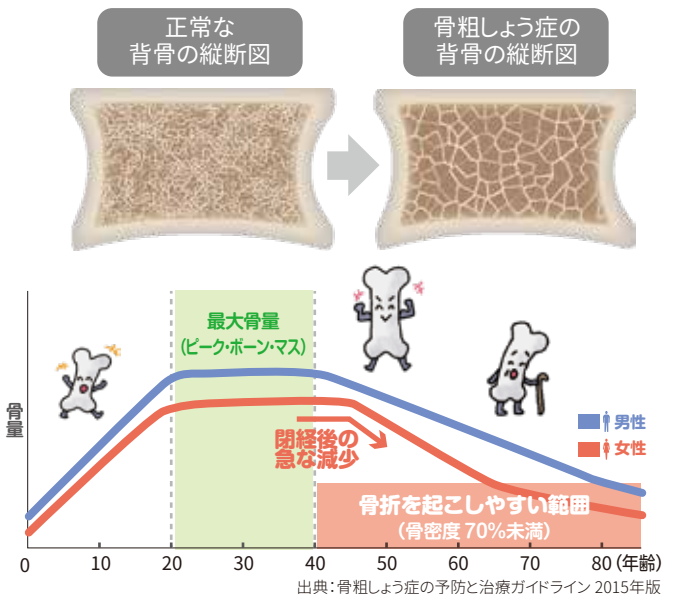 正常な
背骨の縦断図
骨粗しょう症の
背骨の縦断図
最大骨量
(ピーク・ボーン・マス)
骨量
男性
女性
閉経後の
急な減少
骨折を起こしやすい範囲
(骨密度 70%未満)
0 10 20 30 40 50 60 70 80 (年齢)
出典:骨粗しょう症の予防と治療ガイドライン 2015年版